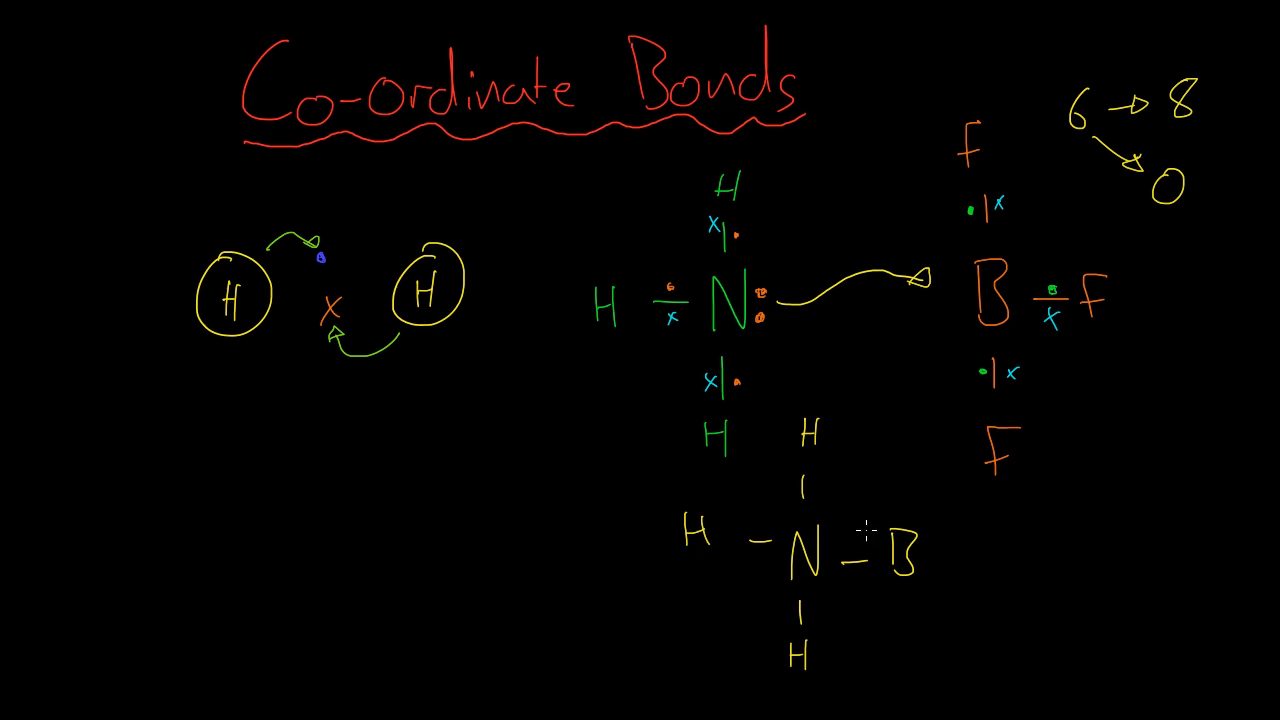 Co-ordinate Bonds
6 → 8
0
F
H
x | •
• | x
H x H
H – N : B – F
x | •
• | x
H
F
H
|
H – N – B
|
H